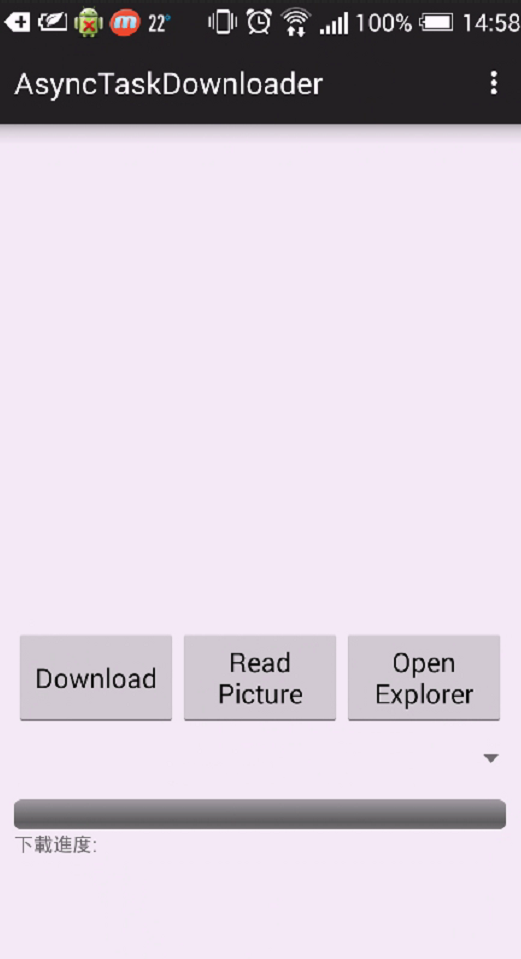 m 22° 100% 14:58
AsyncTaskDownloader
Download
Read
Picture
Open
Explorer
下載進度: